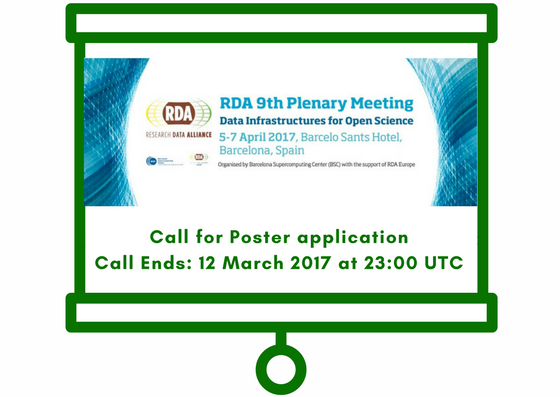 RDA 9th Plenary Meeting
Data Infrastructures for Open Science
RDA
5-7 April 2017, Barcelo Sants Hotel,
RESEARCH DATA ALLIANCE
Barcelona, Spain
Organised by Barcelona Supercomputing Center (BSC) with the support of RDA Europe
Call for Poster application
Call Ends: 12 March 2017 at 23:00 UTC